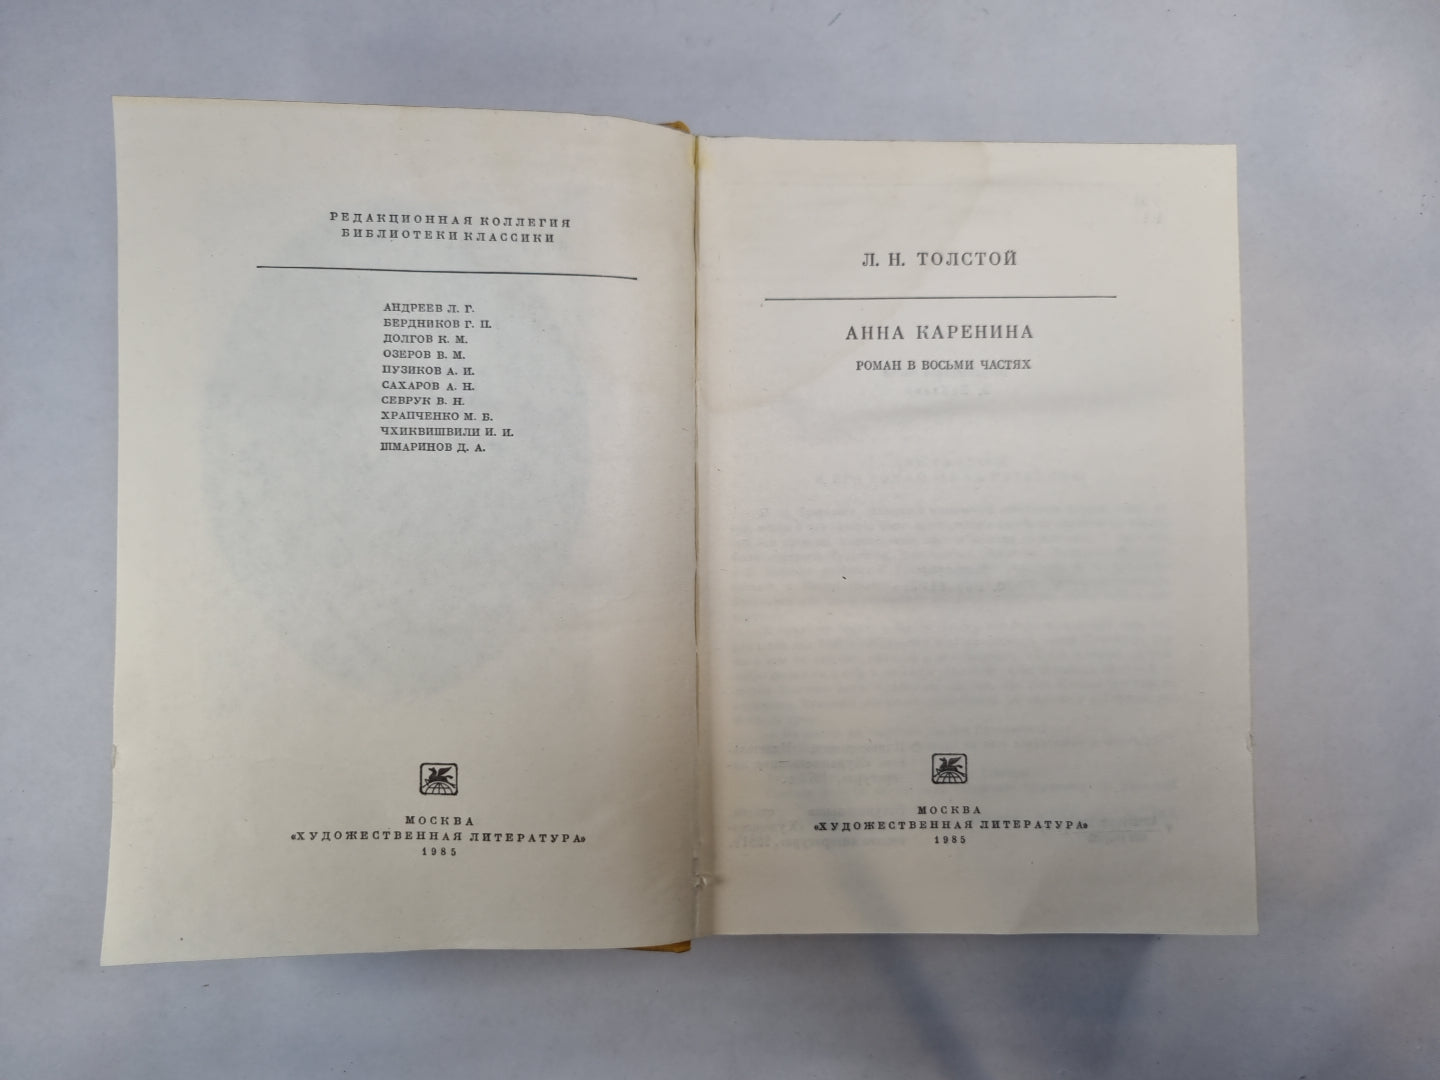 РЕДАКЦИОННАЯ КОЛЛЕГИЯ
БИБЛИОТЕКИ КЛАССИКИ
АНДРЕЕВ Л. Г.
БЕРДНИКОВ Г. П.
ДОЛГОВ К. М.
ОЗЕРОВ В. М.
ПУЗИКОВ А. И.
САХАРОВ А. Н.
СЕВРУК В. Н.
ХРАПЧЕНКО М. Б.
ЧХИКВИШВИЛИ И. И.
ШМАРИНОВ Д. А.
МОСКВА
«ХУДОЖЕСТВЕННАЯ ЛИТЕРАТУРА»
1985
Л. Н. ТОЛСТОЙ
АННА КАРЕНИНА
РОМАН В ВОСЬМИ ЧАСТЯХ
МОСКВА
«ХУДОЖЕСТВЕННАЯ ЛИТЕРАТУРА»
1985